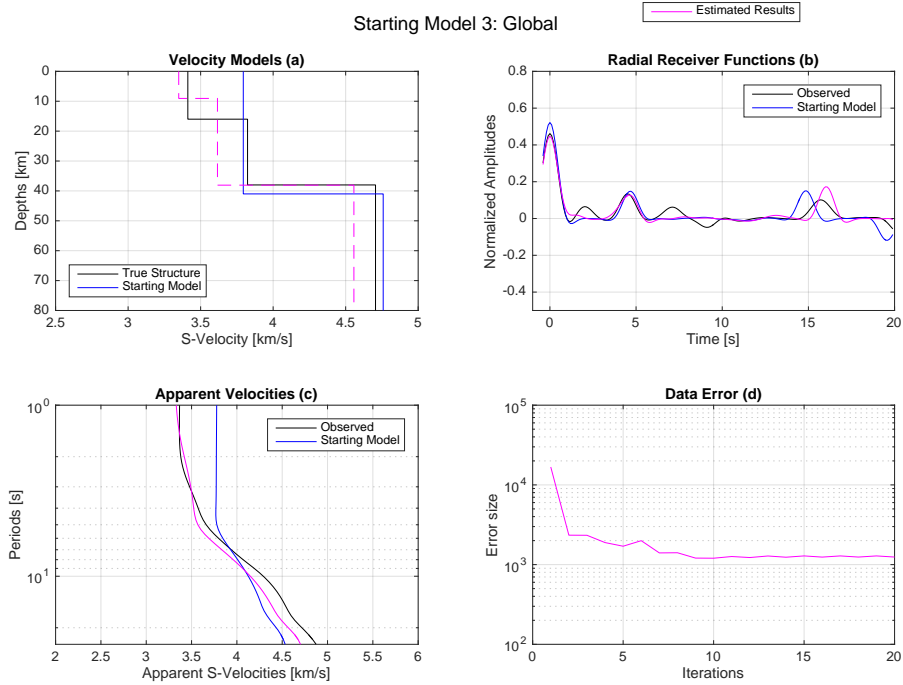 Starting Model 3: Global
Estimated Results
Velocity Models (a)
0
10
20
30
40
50
60
70
80
Depths [km]
True Structure
Starting Model
2.5 3 3.5 4 4.5 5
S-Velocity [km/s]
Radial Receiver Functions (b)
0.8
0.6
0.4
0.2
0
-0.2
-0.4
Normalized Amplitudes
Observed
Starting Model
0 5 10 15 20
Time [s]
Apparent Velocities (c)
10^0
10^1
Periods [s]
Observed
Starting Model
2 2.5 3 3.5 4 4.5 5 5.5 6
Apparent S-Velocities [km/s]
Data Error (d)
10^5
10^4
10^3
10^2
Error size
0 5 10 15 20
Iterations